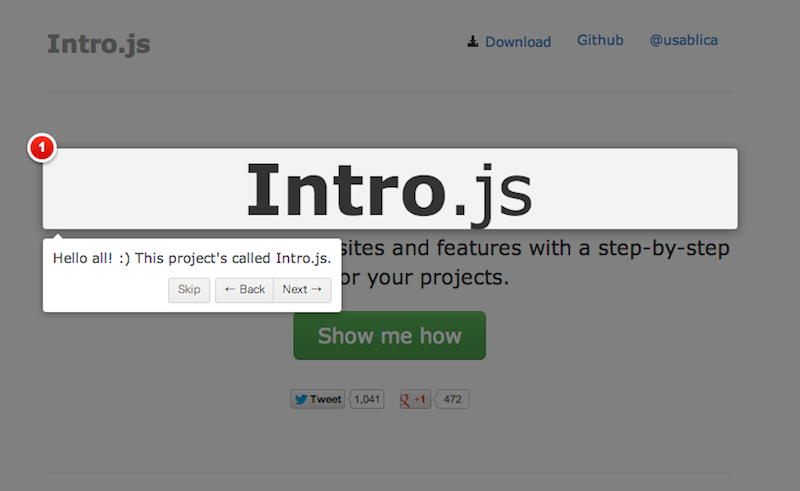 Intro.js
Download Github @usablica
1
Intro.js
sites and features with a step-by-step
Hello all! :) This project's called Intro.js.
or your projects.
Skip ← Back Next →
Show me how
Tweet 1,041 g +1 472